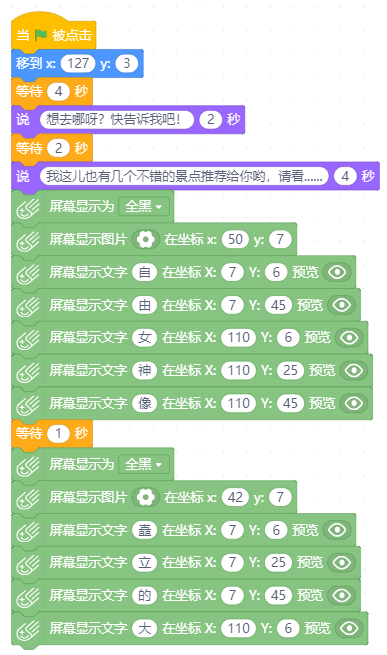 当 被点击
移到 x: 127 y: 3
等待 4 秒
说 想去哪呀？快告诉我吧！ 2 秒
等待 2 秒
说 我这儿也有几个不错的景点推荐给你哟，请看…… 4 秒
屏幕显示为 全黑
屏幕显示图片 在坐标 x: 50 y: 7
屏幕显示文字 自 在坐标 X: 7 Y: 6 预览
屏幕显示文字 由 在坐标 X: 7 Y: 45 预览
屏幕显示文字 女 在坐标 X: 110 Y: 6 预览
屏幕显示文字 神 在坐标 X: 110 Y: 25 预览
屏幕显示文字 像 在坐标 X: 110 Y: 45 预览
等待 1 秒
屏幕显示为 全黑
屏幕显示图片 在坐标 x: 42 y: 7
屏幕显示文字 矗 在坐标 X: 7 Y: 6 预览
屏幕显示文字 立 在坐标 X: 7 Y: 25 预览
屏幕显示文字 的 在坐标 X: 7 Y: 45 预览
屏幕显示文字 大 在坐标 X: 110 Y: 6 预览